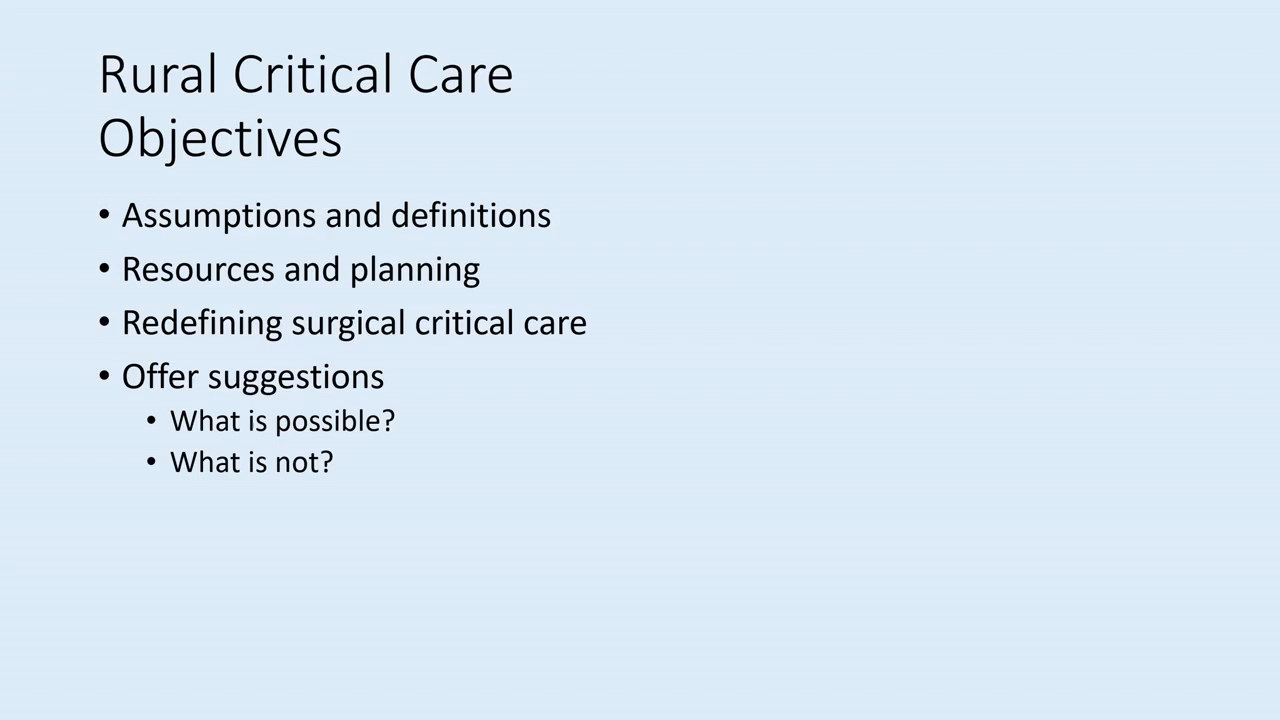 Rural Critical Care
Objectives
• Assumptions and definitions
• Resources and planning
• Redefining surgical critical care
• Offer suggestions
• What is possible?
• What is not?